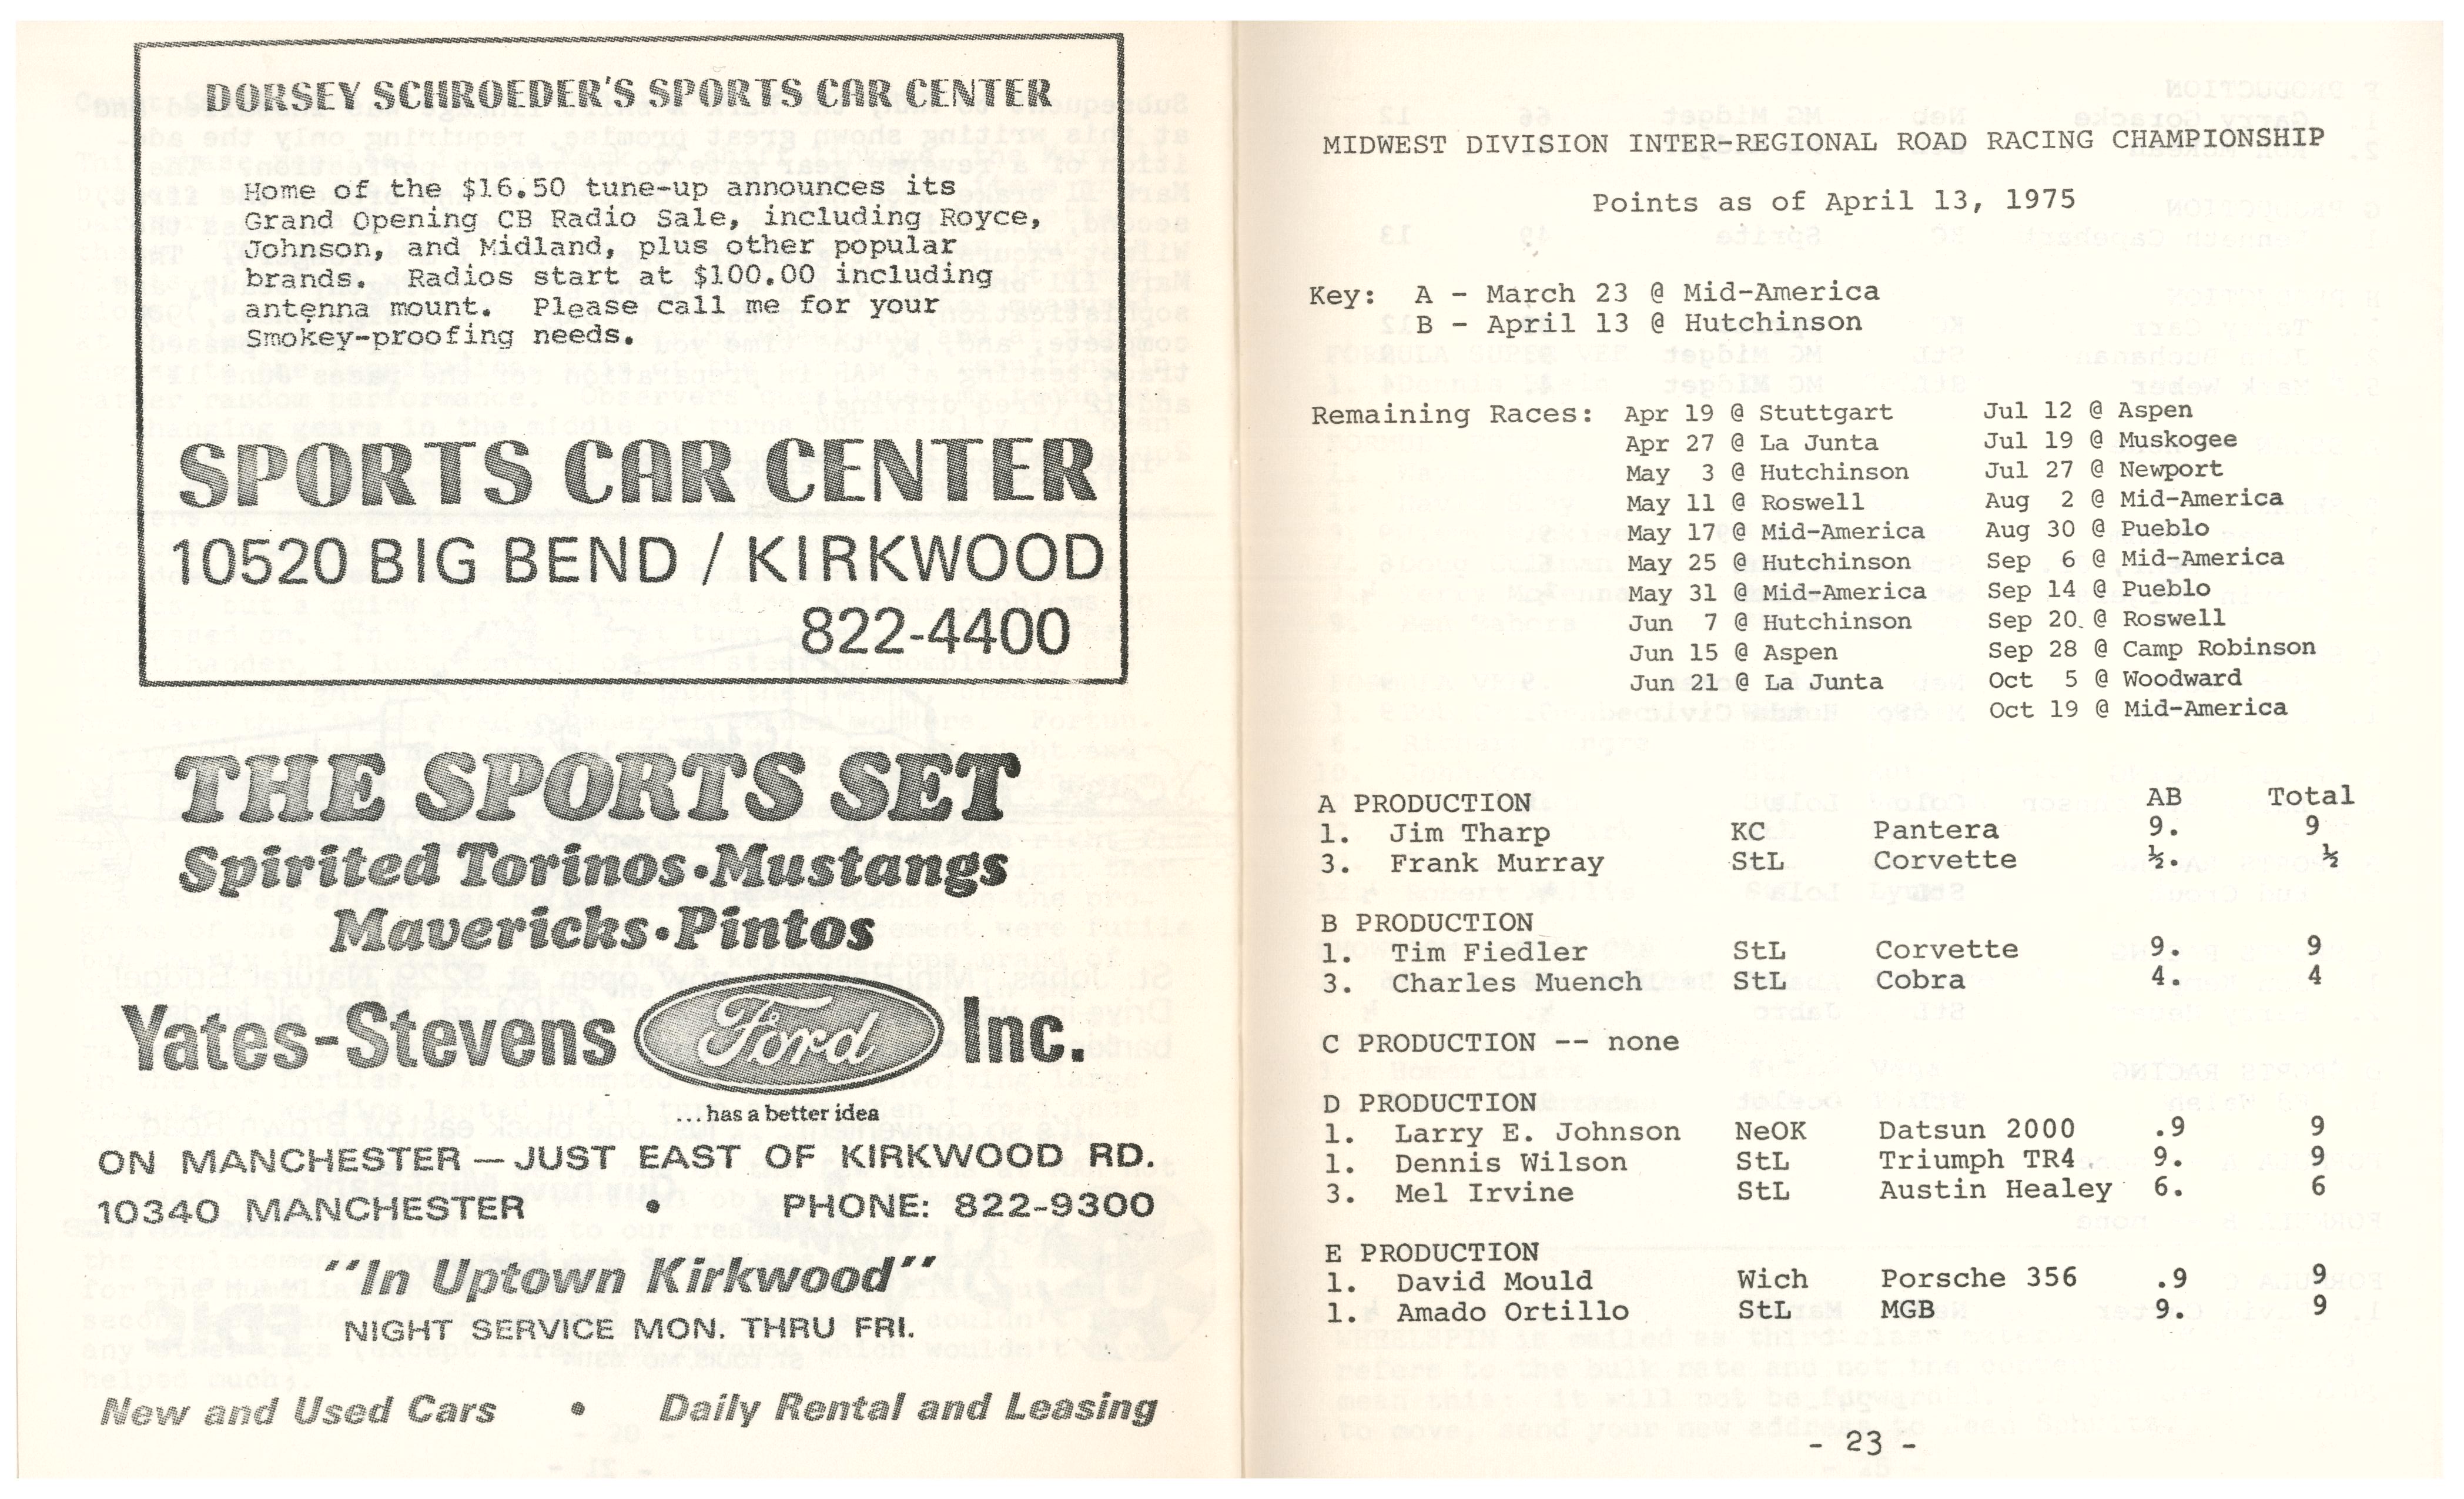 DORSEY SCHROEDER'S SPORTS CAR CENTER
Home of the $16.50 tune-up announces its
Grand Opening CB Radio Sale, including Royce,
Johnson, and Midland, plus other popular
brands. Radios start at $100.00 including
antenna mount. Please call me for your
Smokey-proofing needs.
SPORTS CAR CENTER
10520 BIG BEND / KIRKWOOD
822-4400
THE SPORTS SET
Spirited Torinos•Mustangs
Mavericks•Pintos
Yates-Stevens Ford Inc.
...has a better idea
ON MANCHESTER — JUST EAST OF KIRKWOOD RD.
10340 MANCHESTER • PHONE: 822-9300
"In Uptown Kirkwood"
NIGHT SERVICE MON. THRU FRI.
New and Used Cars • Daily Rental and Leasing
MIDWEST DIVISION INTER-REGIONAL ROAD RACING CHAMPIONSHIP
Points as of April 13, 1975
Key: A - March 23 @ Mid-America
B - April 13 @ Hutchinson
Remaining Races: Apr 19 @ Stuttgart Jul 12 @ Aspen
Apr 27 @ La Junta Jul 19 @ Muskogee
May 3 @ Hutchinson Jul 27 @ Newport
May 11 @ Roswell Aug 2 @ Mid-America
May 17 @ Mid-America Aug 30 @ Pueblo
May 25 @ Hutchinson Sep 6 @ Mid-America
May 31 @ Mid-America Sep 14 @ Pueblo
Jun 7 @ Hutchinson Sep 20 @ Roswell
Jun 15 @ Aspen Sep 28 @ Camp Robinson
Jun 21 @ La Junta Oct 5 @ Woodward
Oct 19 @ Mid-America
A PRODUCTION AB Total
1. Jim Tharp KC Pantera 9. 9
3. Frank Murray StL Corvette ½. ½
B PRODUCTION
1. Tim Fiedler StL Corvette 9. 9
3. Charles Muench StL Cobra 4. 4
C PRODUCTION -- none
D PRODUCTION
1. Larry E. Johnson NeOK Datsun 2000 .9 9
1. Dennis Wilson StL Triumph TR4 9. 9
3. Mel Irvine StL Austin Healey 6. 6
E PRODUCTION
1. David Mould Wich Porsche 356 .9 9
1. Amado Ortillo StL MGB 9. 9
- 23 -